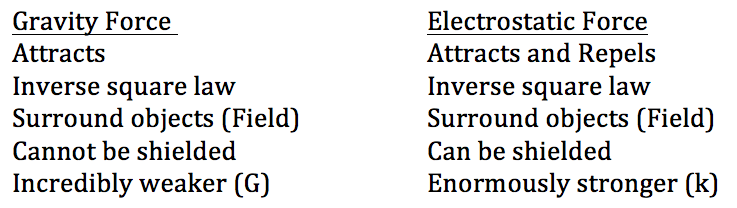 Gravity Force
Attracts
Inverse square law
Surround objects (Field)
Cannot be shielded
Incredibly weaker (G)
Electrostatic Force
Attracts and Repels
Inverse square law
Surround objects (Field)
Can be shielded
Enormously stronger (k)